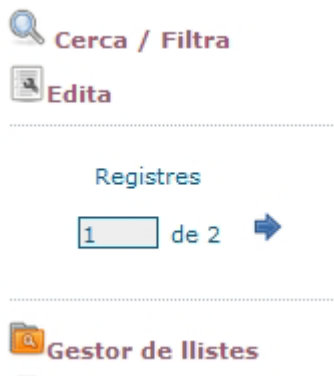 Cerca / Filtra
Edita
Registres
1 de 2
Gestor de llistes